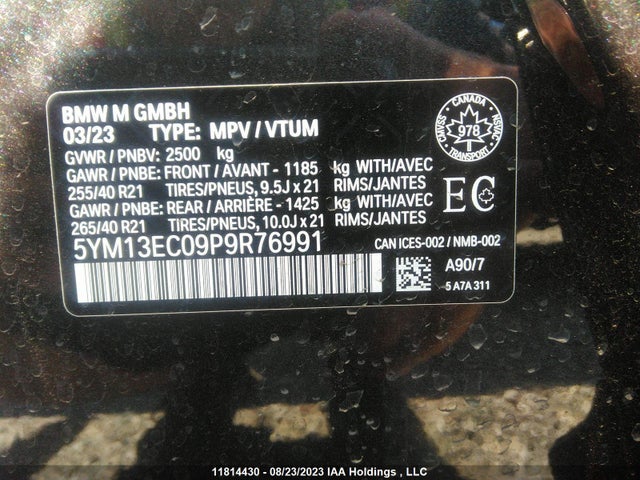 BMW M GMBH
03/23 TYPE: MPV / VTUM
GVWR / PNBV: 2500 kg
GAWR / PNBE: FRONT / AVANT - 1185 kg WITH/AVEC
255/40 R21 TIRES/PNEUS, 9.5J x 21 RIMS/JANTES
GAWR / PNBE: REAR / ARRIÈRE - 1425 kg WITH/AVEC
265/40 R21 TIRES/PNEUS, 10.0J x 21 RIMS/JANTES
5YM13EC09P9R76991
CANADA
CMVSS
978
NSVAC
TRANSPORT
EC
CAN ICES-002 / NMB-002
A90/7
5 A7A 311
11814430 - 08/23/2023 IAA Holdings , LLC